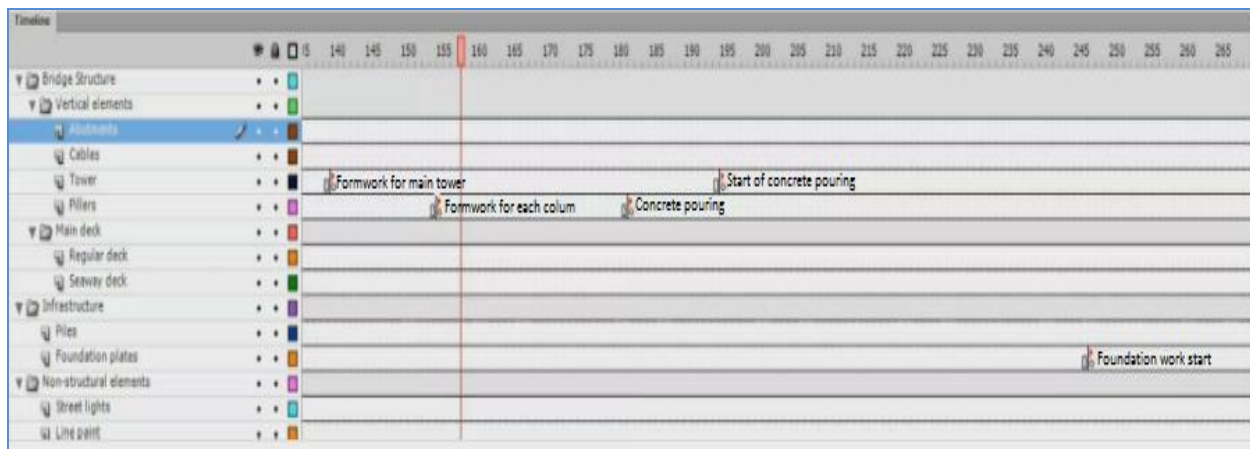 Timeline
5 140 145 150 155 160 165 170 175 180 185 190 195 200 205 210 215 220 225 230 235 240 245 250 255 260 265
Bridge Structure
Vertical elements
Abutments
Cables
Tower Formwork for main tower Start of concrete pouring
Pillers Formwork for each colum Concrete pouring
Main deck
Regular deck
Seaway deck
Infrastructure
Piles
Foundation plates Foundation work start
Non-structural elements
Street lights
Line paint